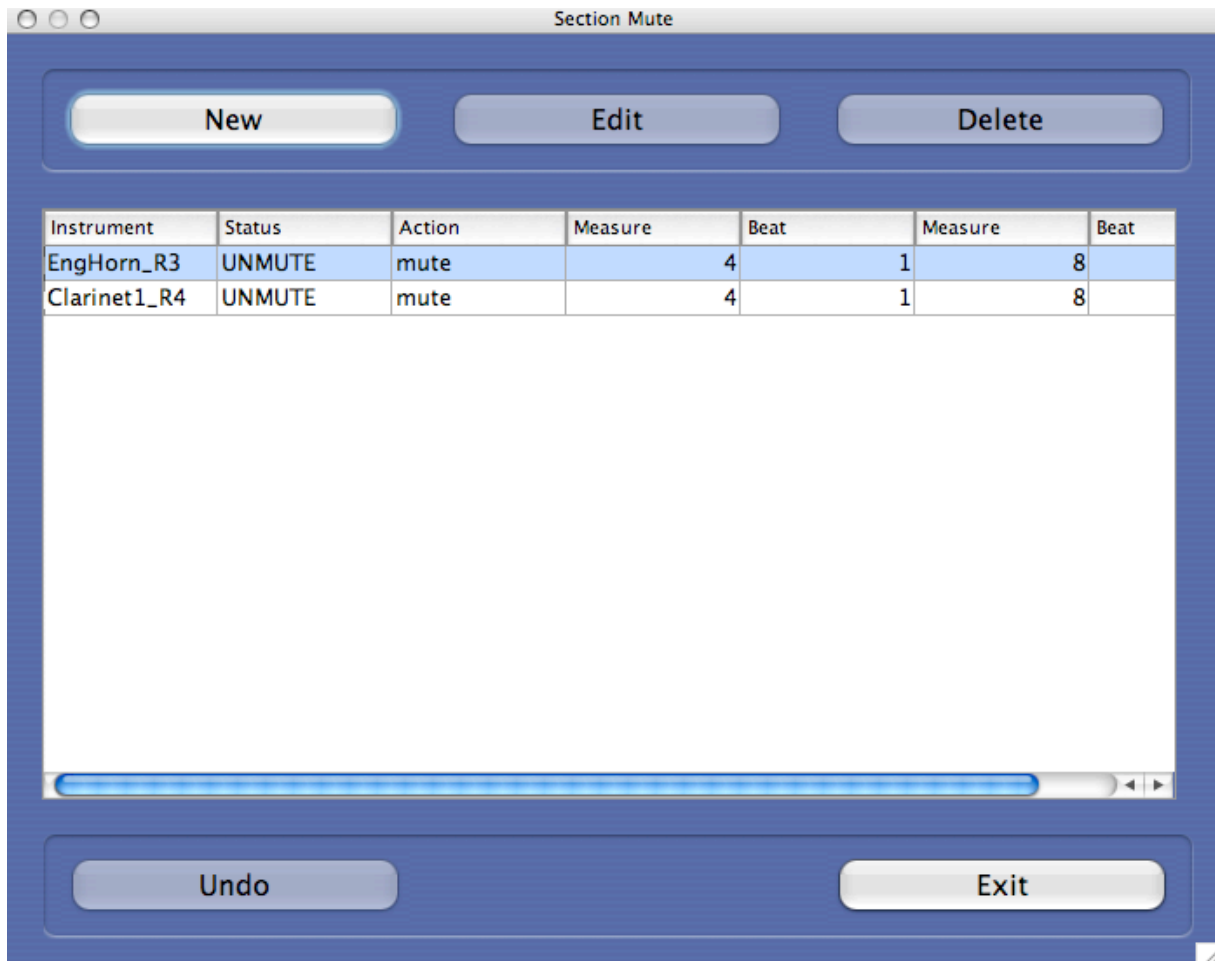 Section Mute
New Edit Delete
Instrument Status Action Measure Beat Measure Beat
EngHorn_R3 UNMUTE mute 4 1 8
Clarinet1_R4 UNMUTE mute 4 1 8
Undo Exit